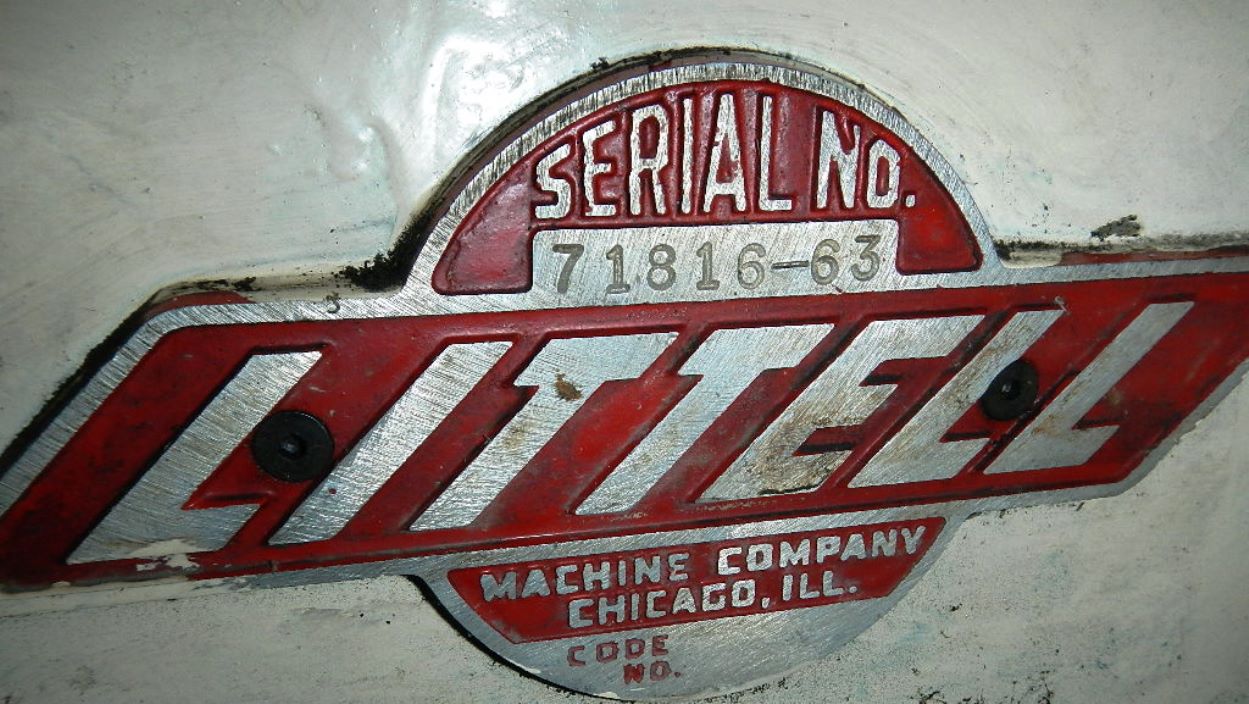 SERIAL NO.
71816-63
LITTELL
MACHINE COMPANY
CHICAGO, ILL.
CODE
NO.